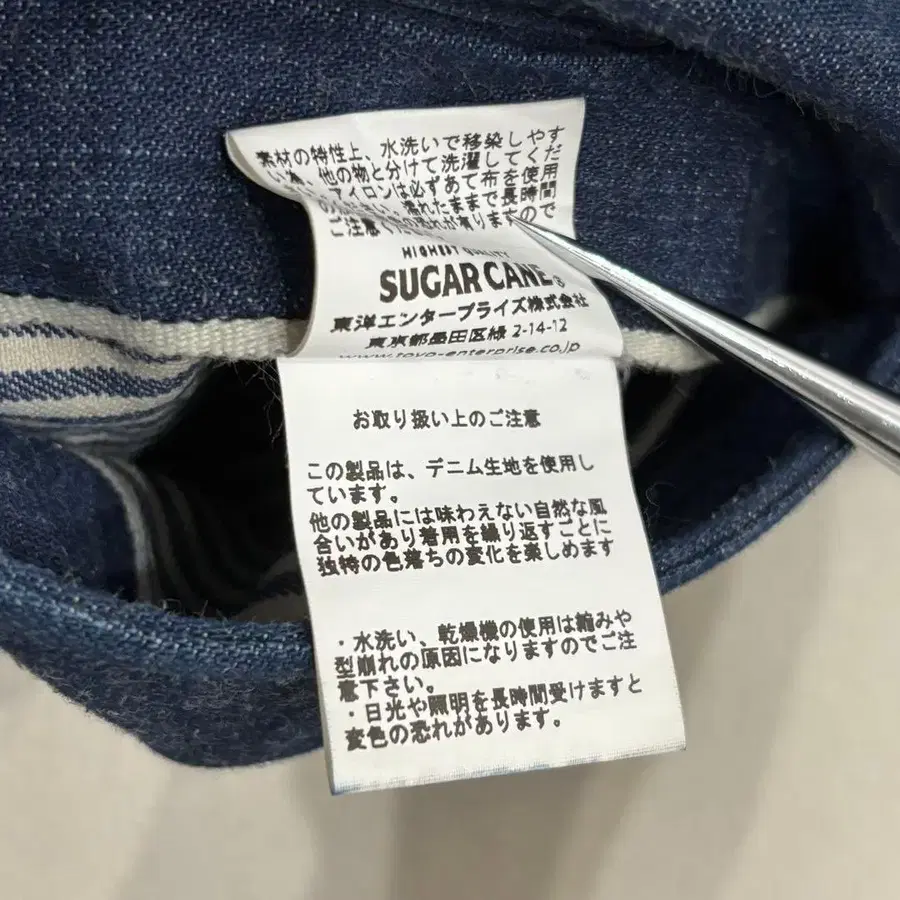 素材の特性上、水洗いで移染しやす
い為、他の物と分けて洗濯してくだ
アイロンは必ずあて布を使用
濡れたままで長時間
恐れが有りますので
ご注意ください
HIGHEST QUALITY
SUGAR CANE®
東洋エンタープライズ株式会社
東京都墨田区緑 2-14-12
www.toyo-enterprise.co.jp
お取り扱い上のご注意
この製品は、デニム生地を使用し
ています。
他の製品には味わえない自然な風
合いがあり着用を繰り返すごとに
独特の色落ちの変化を楽しめます
・水洗い、乾燥機の使用は縮みや
型崩れの原因になりますのでご注
意下さい。
・日光や照明を長時間受けますと
変色の恐れがあります。